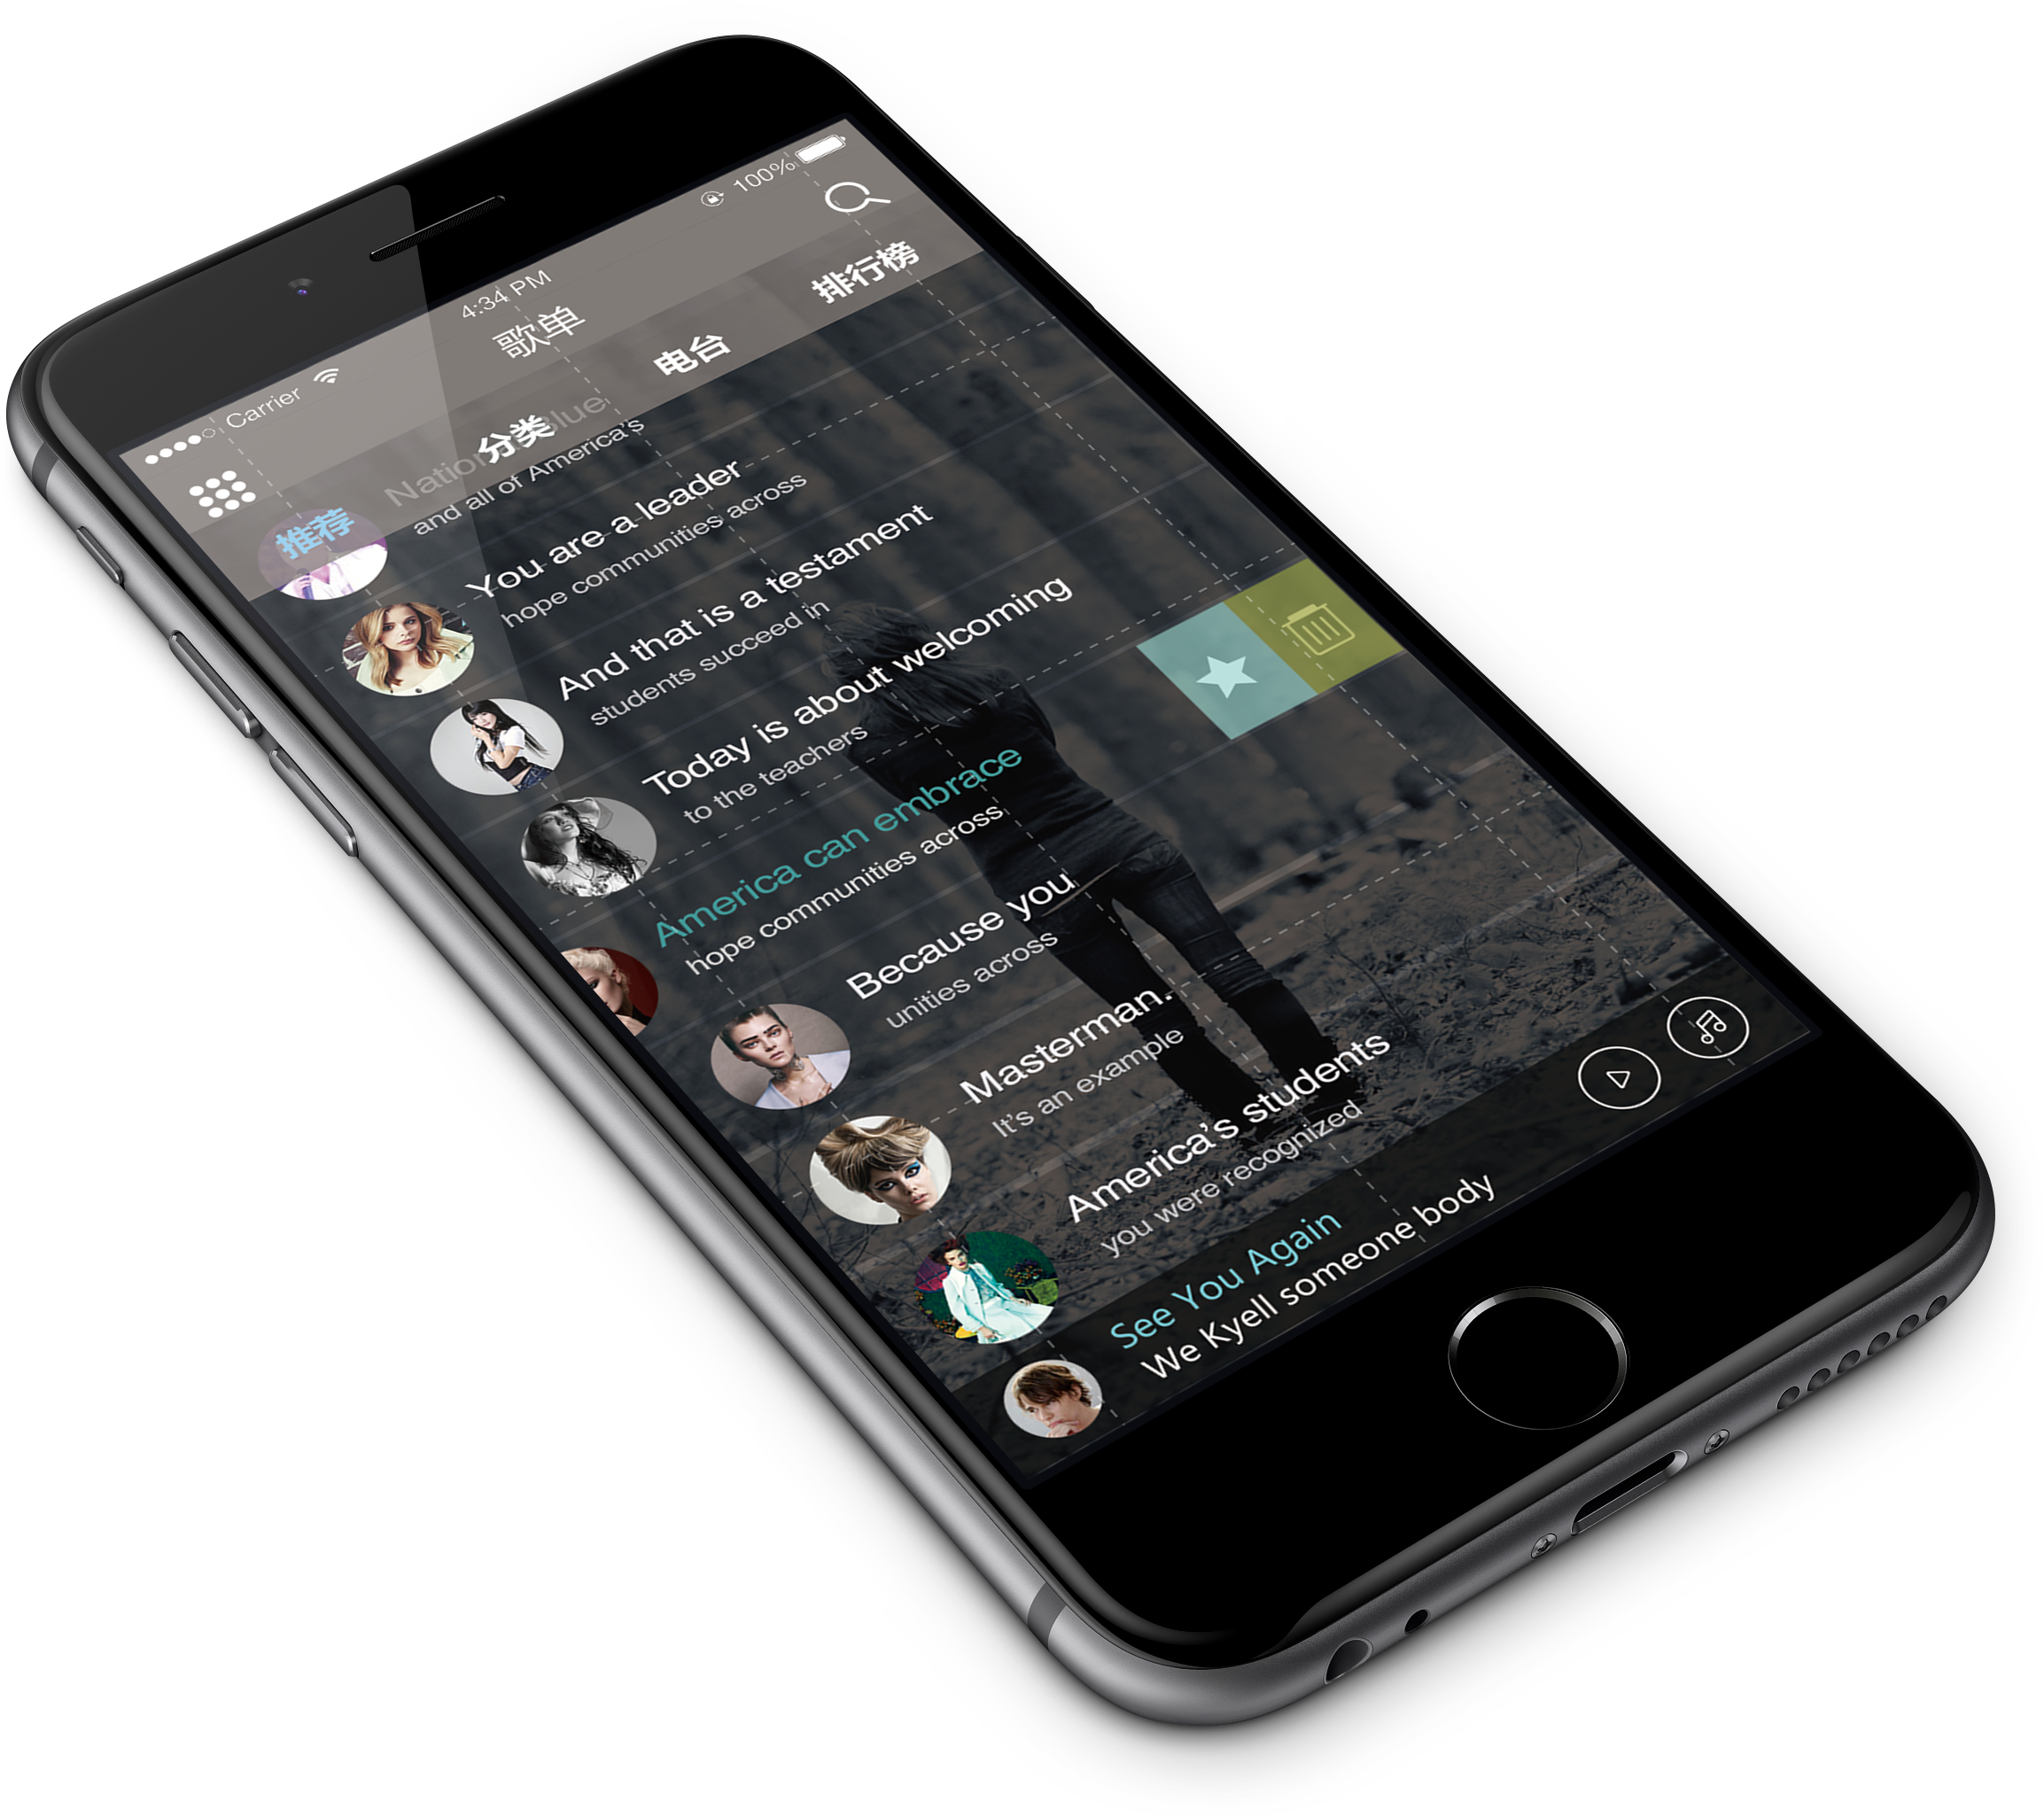 Carrier 4:34 PM 100%
歌单
推荐 分类 电台 排行榜
National Blue
and all of America's
You are a leader
hope communities across
And that is a testament
students succeed in
Today is about welcoming
to the teachers
America can embrace
hope communities across
Because you
unities across
Masterman.
It's an example
America's students
you were recognized
See You Again
We Kyell someone body